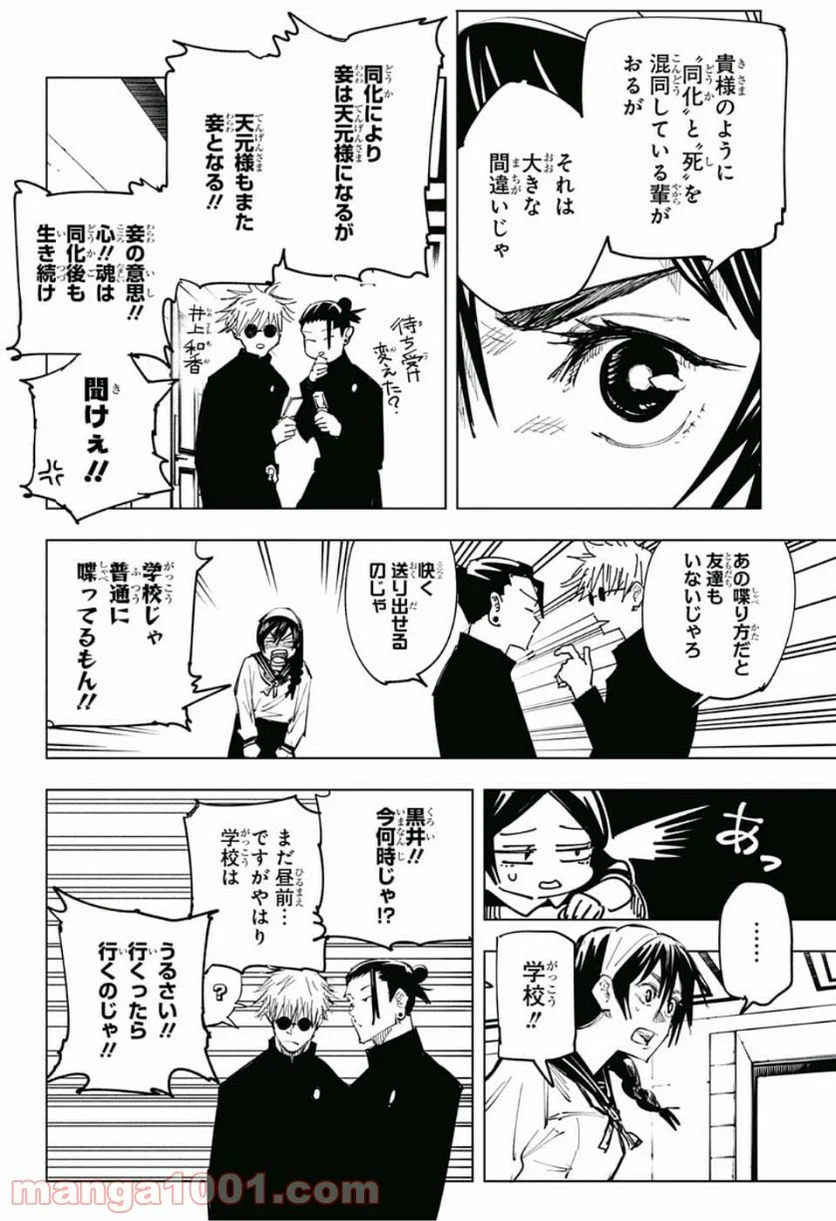 貴様のように
〝同化〟と〝死〟を
混同している輩が
おるが
それは
大きな
間違いじゃ
同化により
妾は天元様になるが
天元様もまた
妾となる!!
妾の意思!!
心!!魂は
同化後も
生き続け
待ち受け
変えた?
井上和香
聞けぇ!!
あの喋り方だと
友達も
いないじゃろ
快く
送り出せる
のじゃ
学校じゃ
普通に
喋ってるもん!!
あっ
……
学校!!
黒井!!
今何時じゃ!?
まだ昼前…
ですがやはり
学校は
?
うるさい!!
行くったら
行くのじゃ!!
manga1001.com